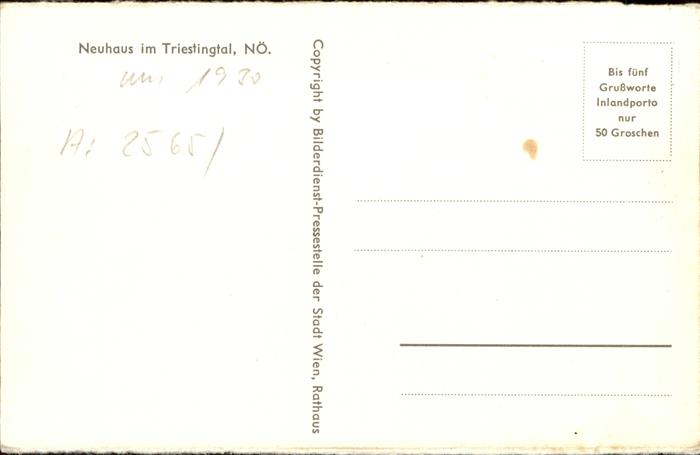 Neuhaus im Triestingtal, NÖ.
um 1930
A: 2565/
Copyright by Bilderdienst-Pressestelle der Stadt Wien, Rathaus
Bis fünf
Grußworte
Inlandporto
nur
50 Groschen